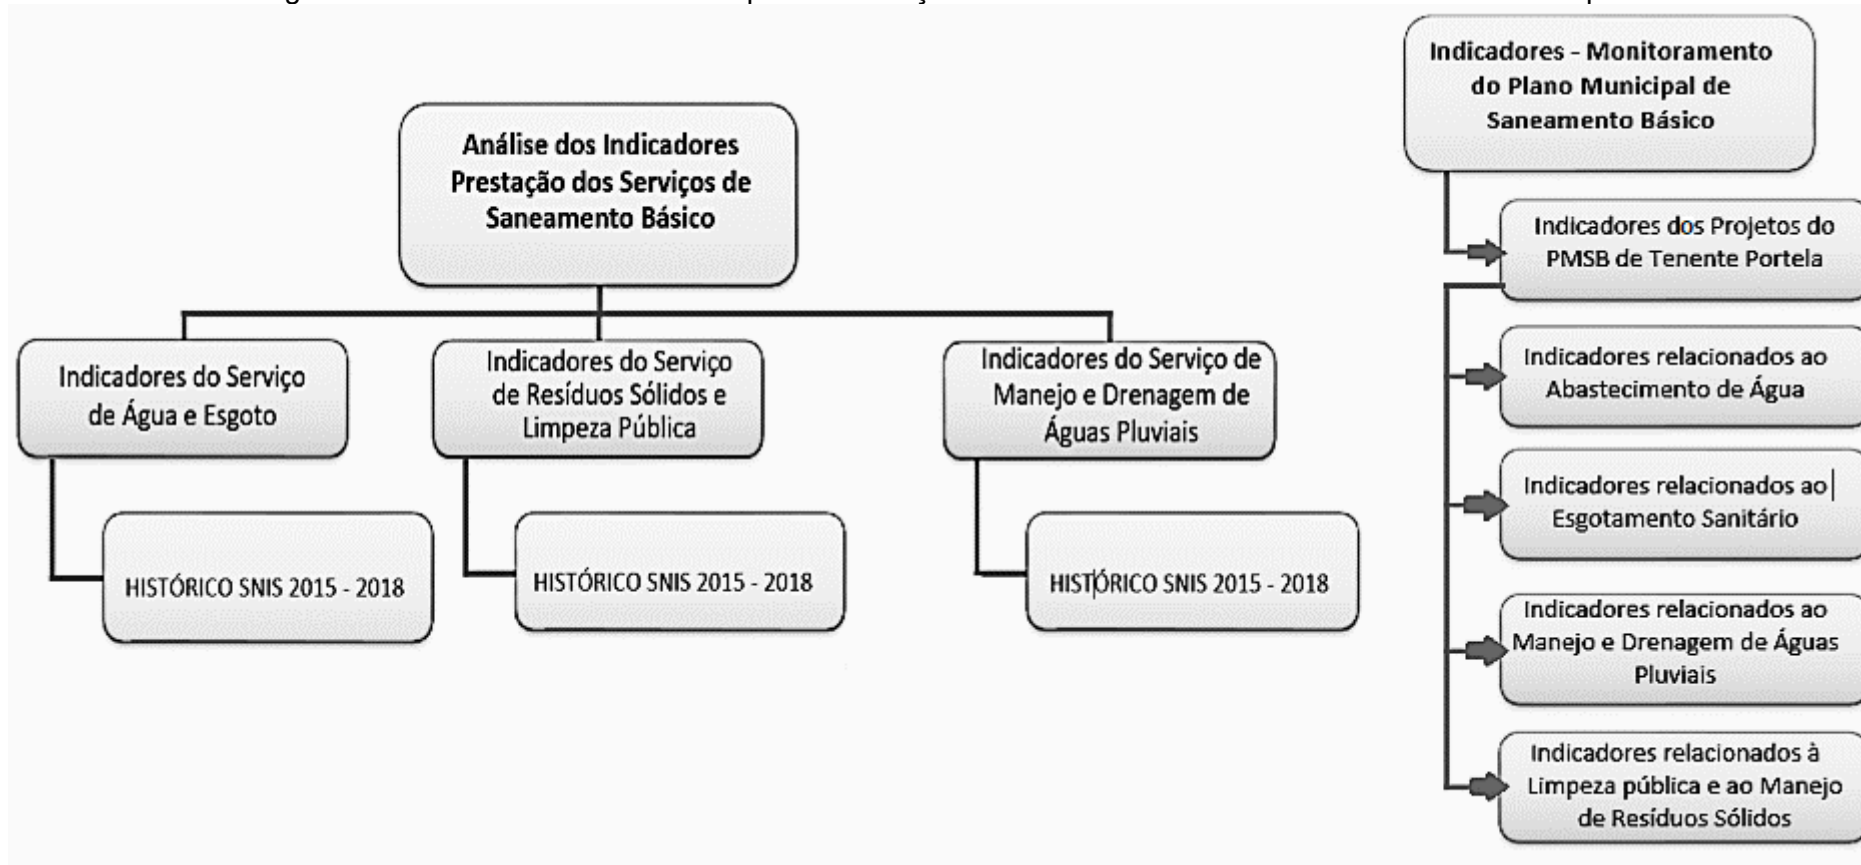 Análise dos Indicadores
Prestação dos Serviços de
Saneamento Básico
Indicadores do Serviço
de Água e Esgoto
HISTÓRICO SNIS 2015 - 2018
Indicadores do Serviço
de Resíduos Sólidos e
Limpeza Pública
HISTÓRICO SNIS 2015 - 2018
Indicadores do Serviço de
Manejo e Drenagem de
Águas Pluviais
HISTÓRICO SNIS 2015 - 2018
Indicadores - Monitoramento
do Plano Municipal de
Saneamento Básico
Indicadores dos Projetos do
PMSB de Tenente Portela
Indicadores relacionados ao
Abastecimento de Água
Indicadores relacionados ao
Esgotamento Sanitário
Indicadores relacionados ao
Manejo e Drenagem de Águas
Pluviais
Indicadores relacionados à
Limpeza pública e ao Manejo
de Resíduos Sólidos